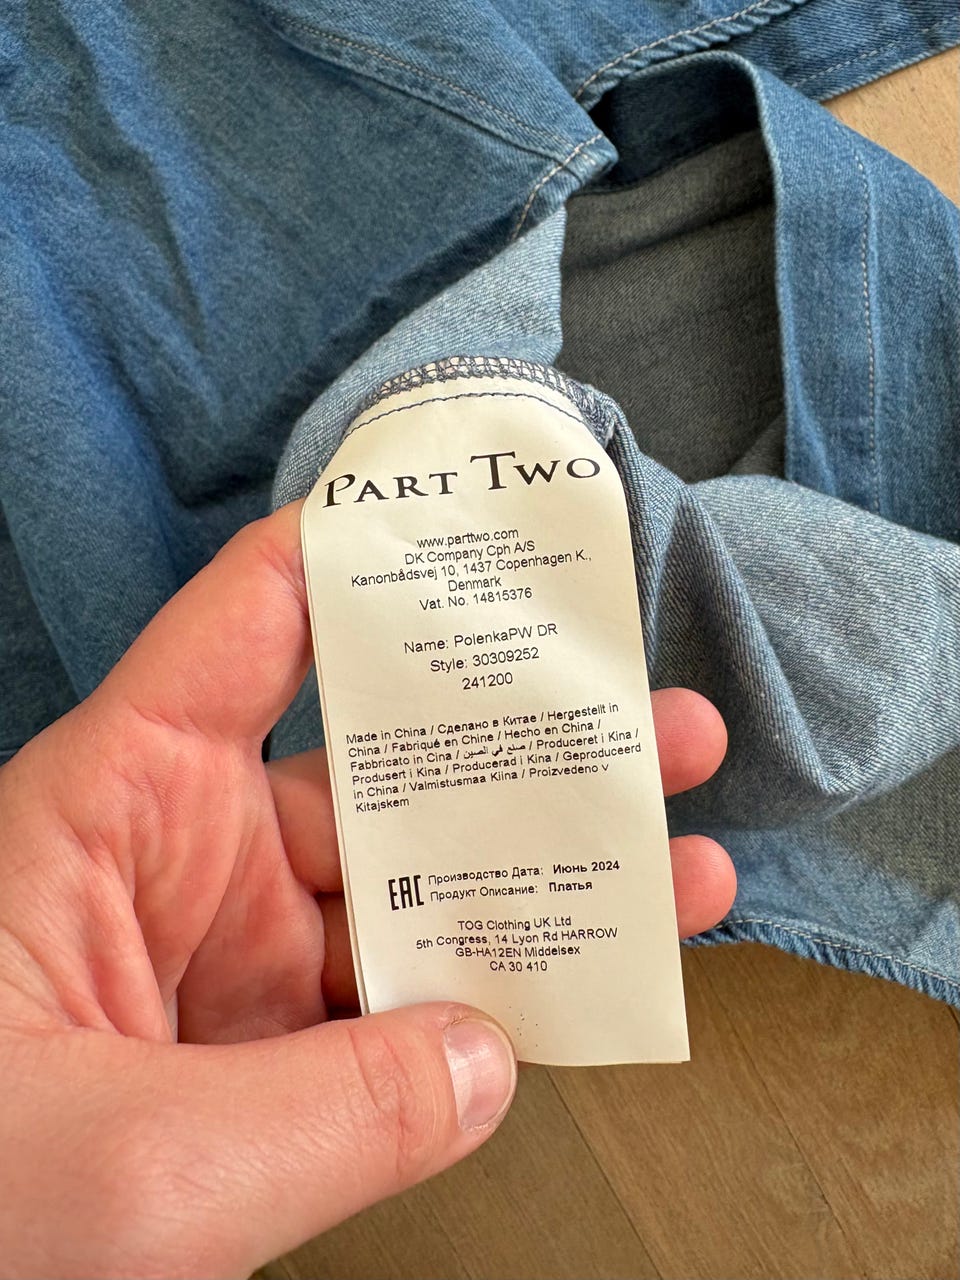 PART TWO
www.parttwo.com
DK Company Cph A/S
Kanonbådsvej 10, 1437 Copenhagen K.,
Denmark
Vat. No. 14815376
Name: PolenkaPW DR
Style: 30309252
241200
Made in China / Сделано в Китае / Hergestellt in
China / Fabriqué en Chine / Hecho en China /
Fabbricato in Cina / صنع في الصين / Produceret i Kina /
Produsert i Kina / Producerad i Kina / Geproduceerd
in China / Valmistusmaa Kiina / Proizvedeno v
Kitajskem
EAC Производство Дата: Июнь 2024
Продукт Описание: Платья
TOG Clothing UK Ltd
5th Congress, 14 Lyon Rd HARROW
GB-HA12EN Middelsex
CA 30 410